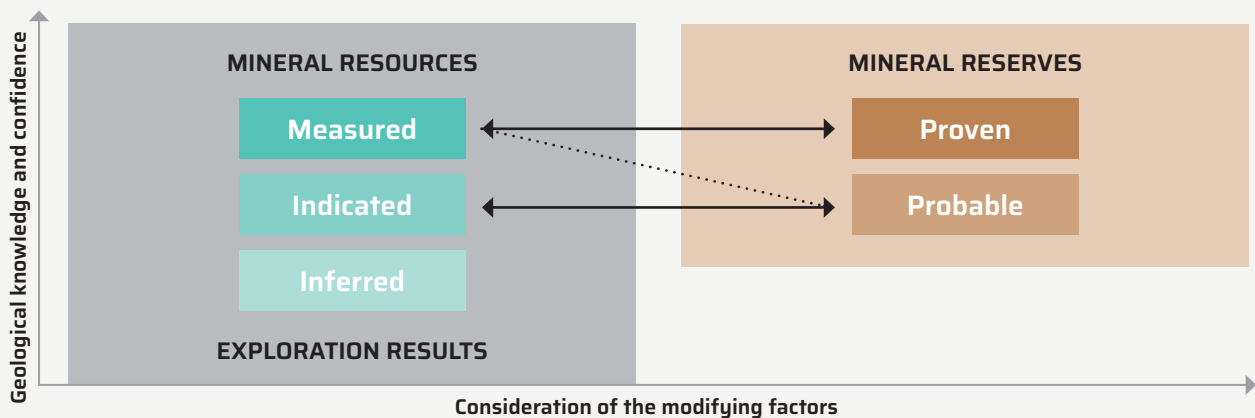 Geological knowledge and confidence
MINERAL RESOURCES
Measured
Indicated
Inferred
EXPLORATION RESULTS
MINERAL RESERVES
Proven
Probable
Consideration of the modifying factors